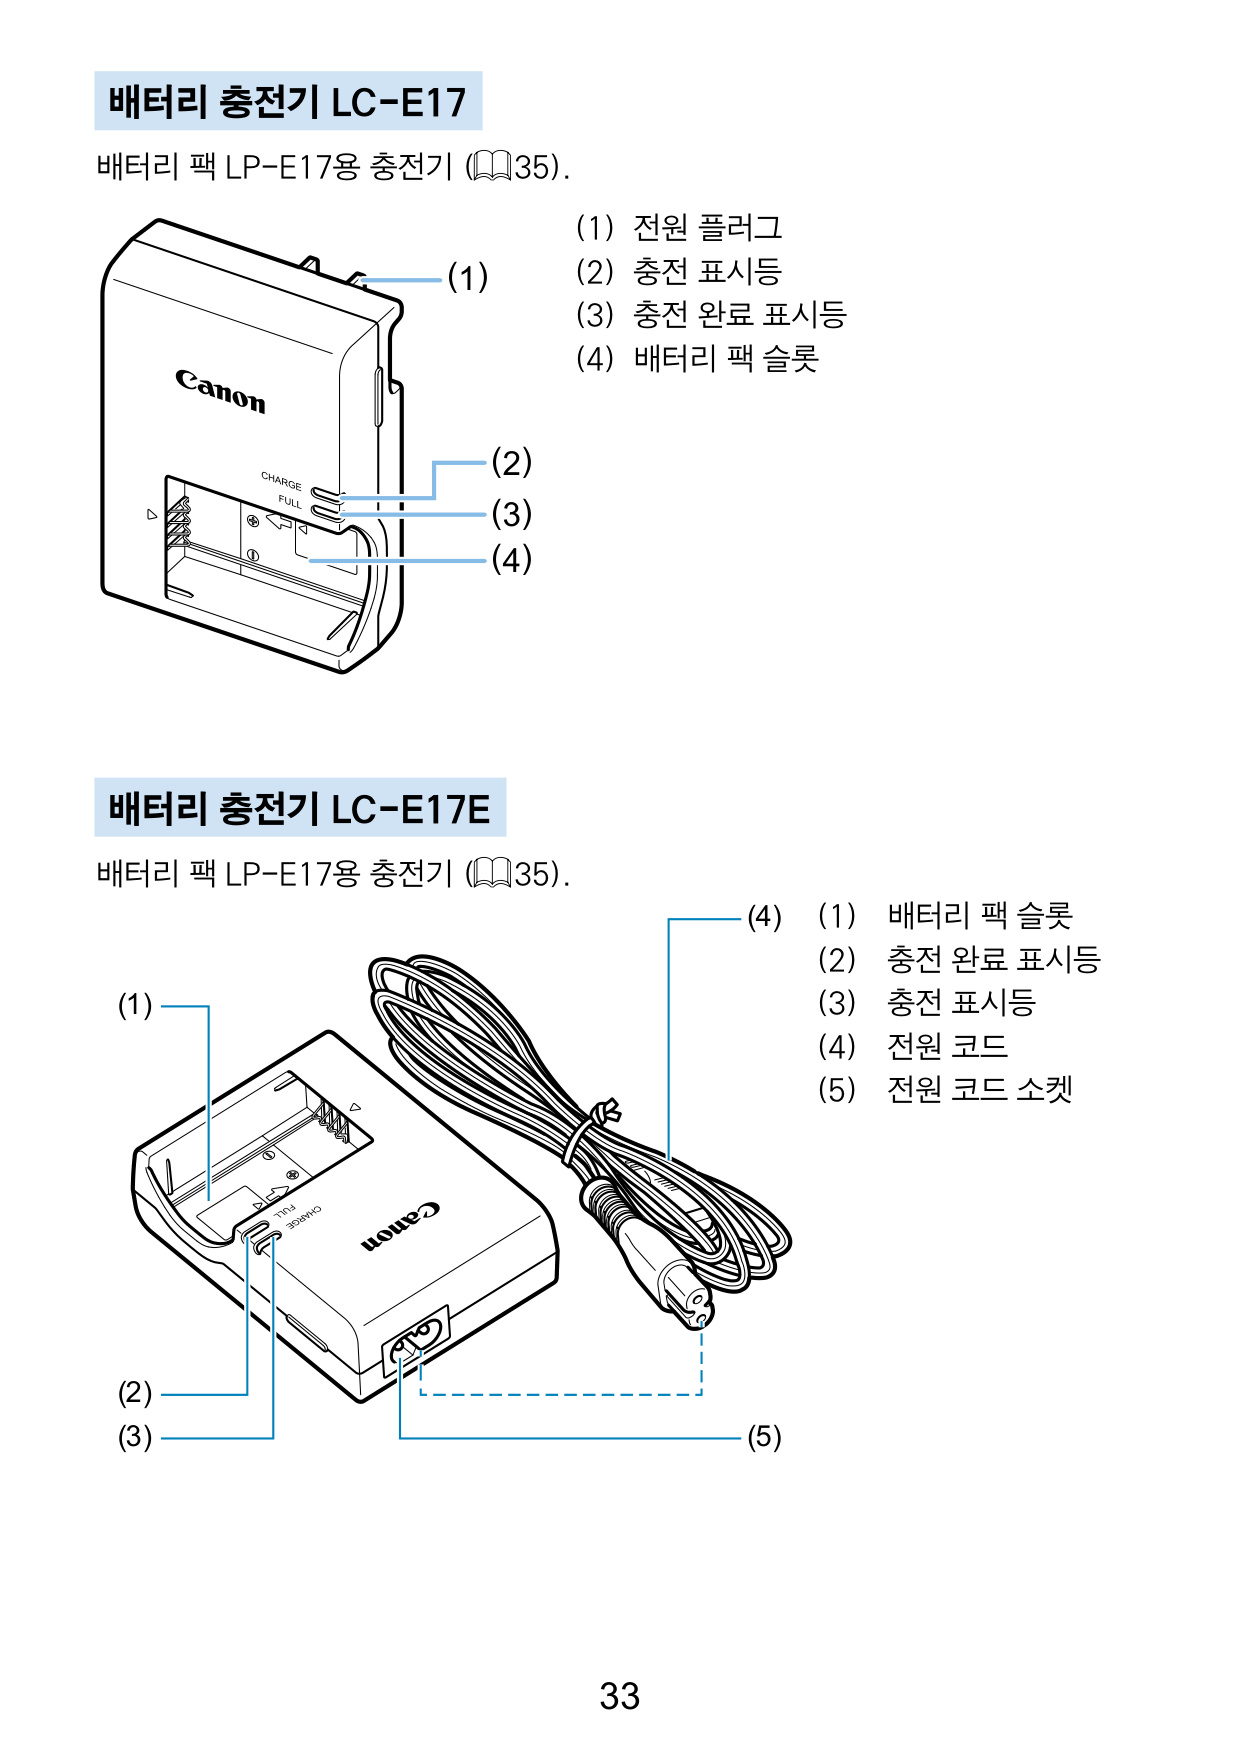 배터리 충전기 LC-E17
배터리 팩 LP-E17용 충전기 (35).
(1) 전원 플러그
(2) 충전 표시등
(3) 충전 완료 표시등
(4) 배터리 팩 슬롯
(1)
Canon
(2)
CHARGE
FULL
(3)
(4)
배터리 충전기 LC-E17E
배터리 팩 LP-E17용 충전기 (35).
(4)
(1) 배터리 팩 슬롯
(2) 충전 완료 표시등
(3) 충전 표시등
(4) 전원 코드
(5) 전원 코드 소켓
(1)
FULL
CHARGE
Canon
(2)
(3)
(5)
33